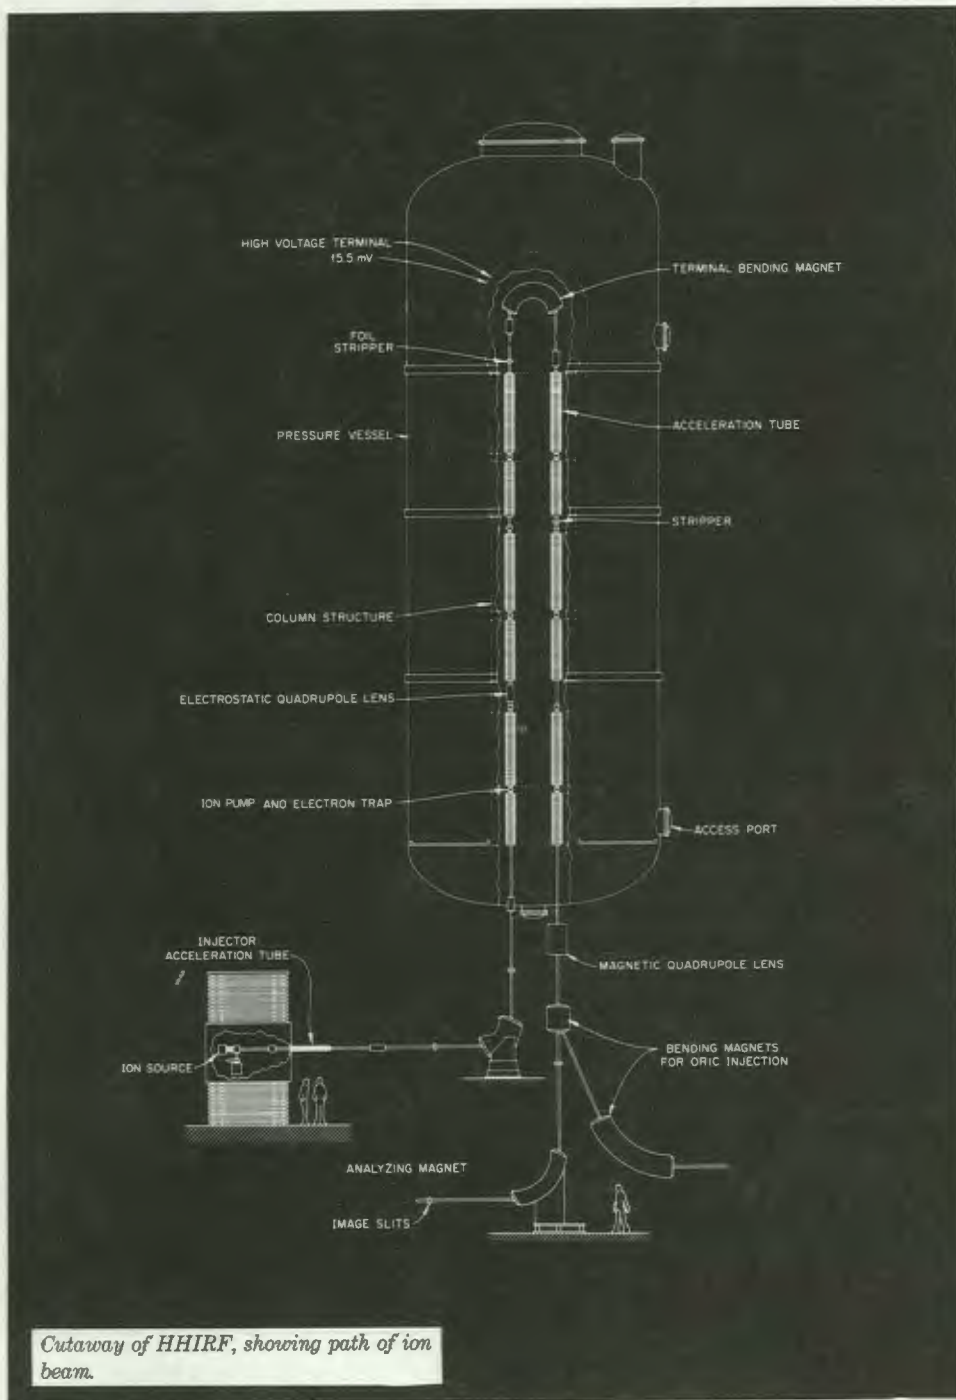 HIGH VOLTAGE TERMINAL
15.5 mV
TERMINAL BENDING MAGNET
FOIL
STRIPPER
ACCELERATION TUBE
PRESSURE VESSEL
STRIPPER
COLUMN STRUCTURE
ELECTROSTATIC QUADRUPOLE LENS
ION PUMP AND ELECTRON TRAP
ACCESS PORT
INJECTOR
ACCELERATION TUBE
MAGNETIC QUADRUPOLE LENS
BENDING MAGNETS
FOR ORIC INJECTION
ION SOURCE
ANALYZING MAGNET
IMAGE SLITS
Cutaway of HHIRF, showing path of ion
beam.